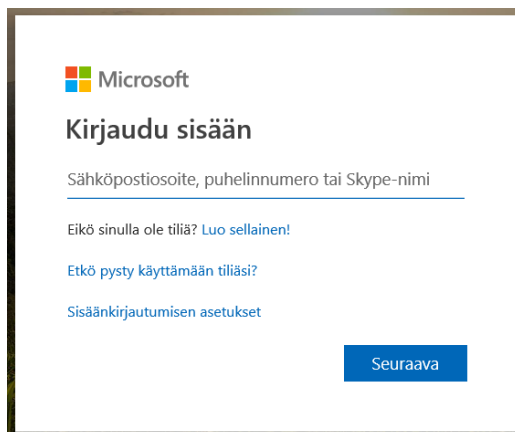 Microsoft
Kirjaudu sisään
Sähköpostiosoite, puhelinnumero tai Skype-nimi
Eikö sinulla ole tiliä? Luo sellainen!
Etkö pysty käyttämään tiliäsi?
Sisäänkirjautumisen asetukset
Seuraava